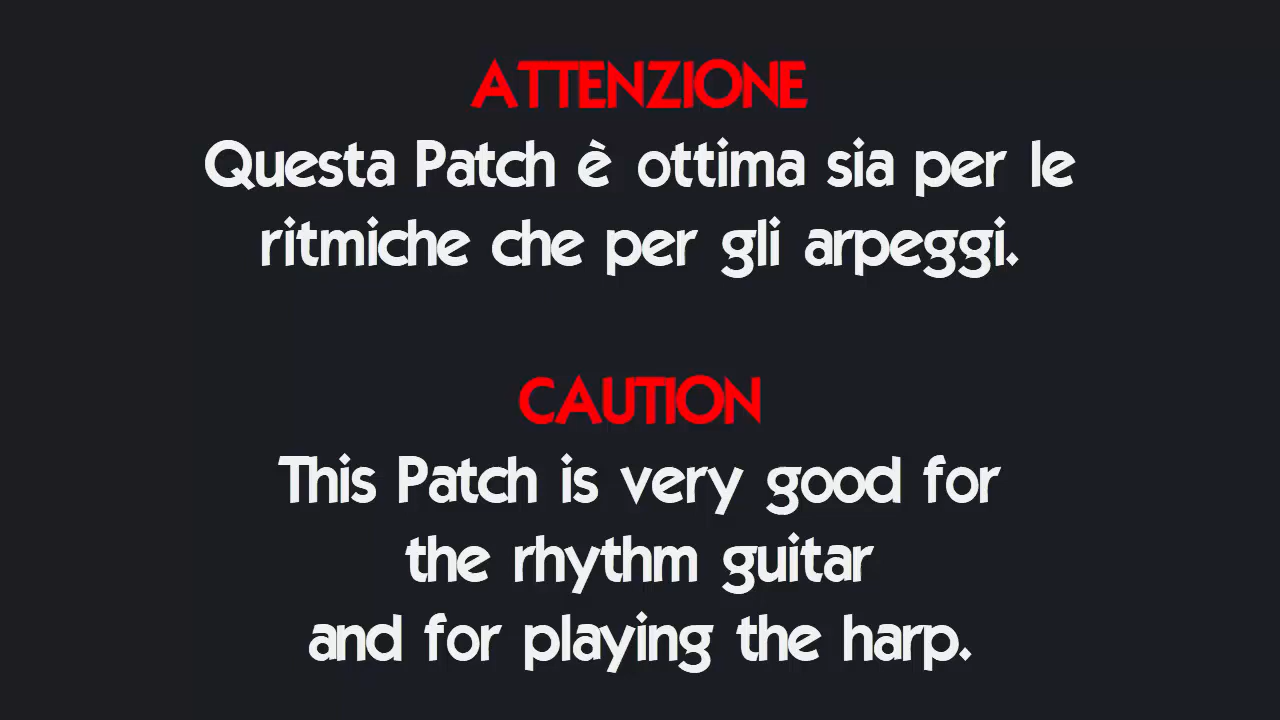 ATTENZIONE
Questa Patch è ottima sia per le
ritmiche che per gli arpeggi.
CAUTION
This Patch is very good for
the rhythm guitar
and for playing the harp.